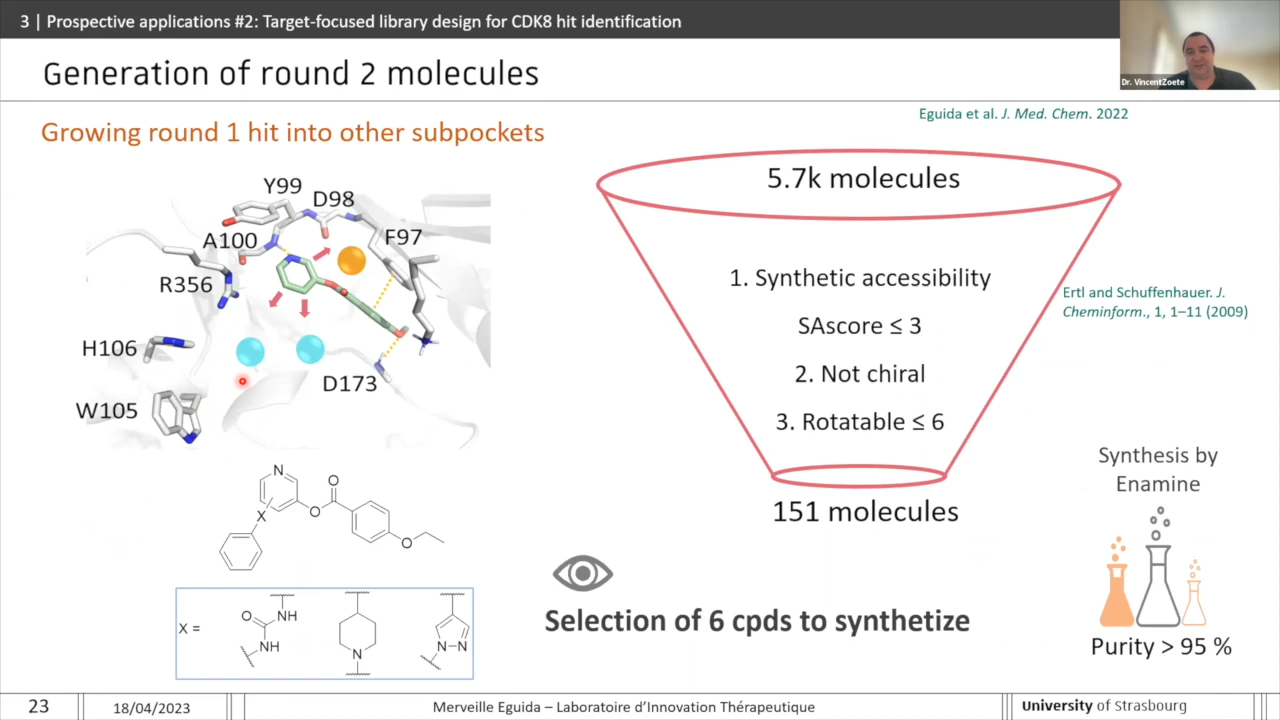 3 | Prospective applications #2: Target-focused library design for CDK8 hit identification
Generation of round 2 molecules
Dr. VincentZoete
Eguida et al. J. Med. Chem. 2022
Growing round 1 hit into other subpockets
Y99
D98
A100
F97
R356
H106
D173
W105
5.7k molecules
1. Synthetic accessibility
SAscore ≤ 3
2. Not chiral
3. Rotatable ≤ 6
Ertl and Schuffenhauer. J.
Cheminform., 1, 1–11 (2009)
151 molecules
Synthesis by
Enamine
Purity > 95 %
N
O
X
O
O
X =
O
NH
NH
N
N
N
Selection of 6 cpds to synthetize
23
18/04/2023
Merveille Eguida – Laboratoire d’Innovation Thérapeutique
University of Strasbourg